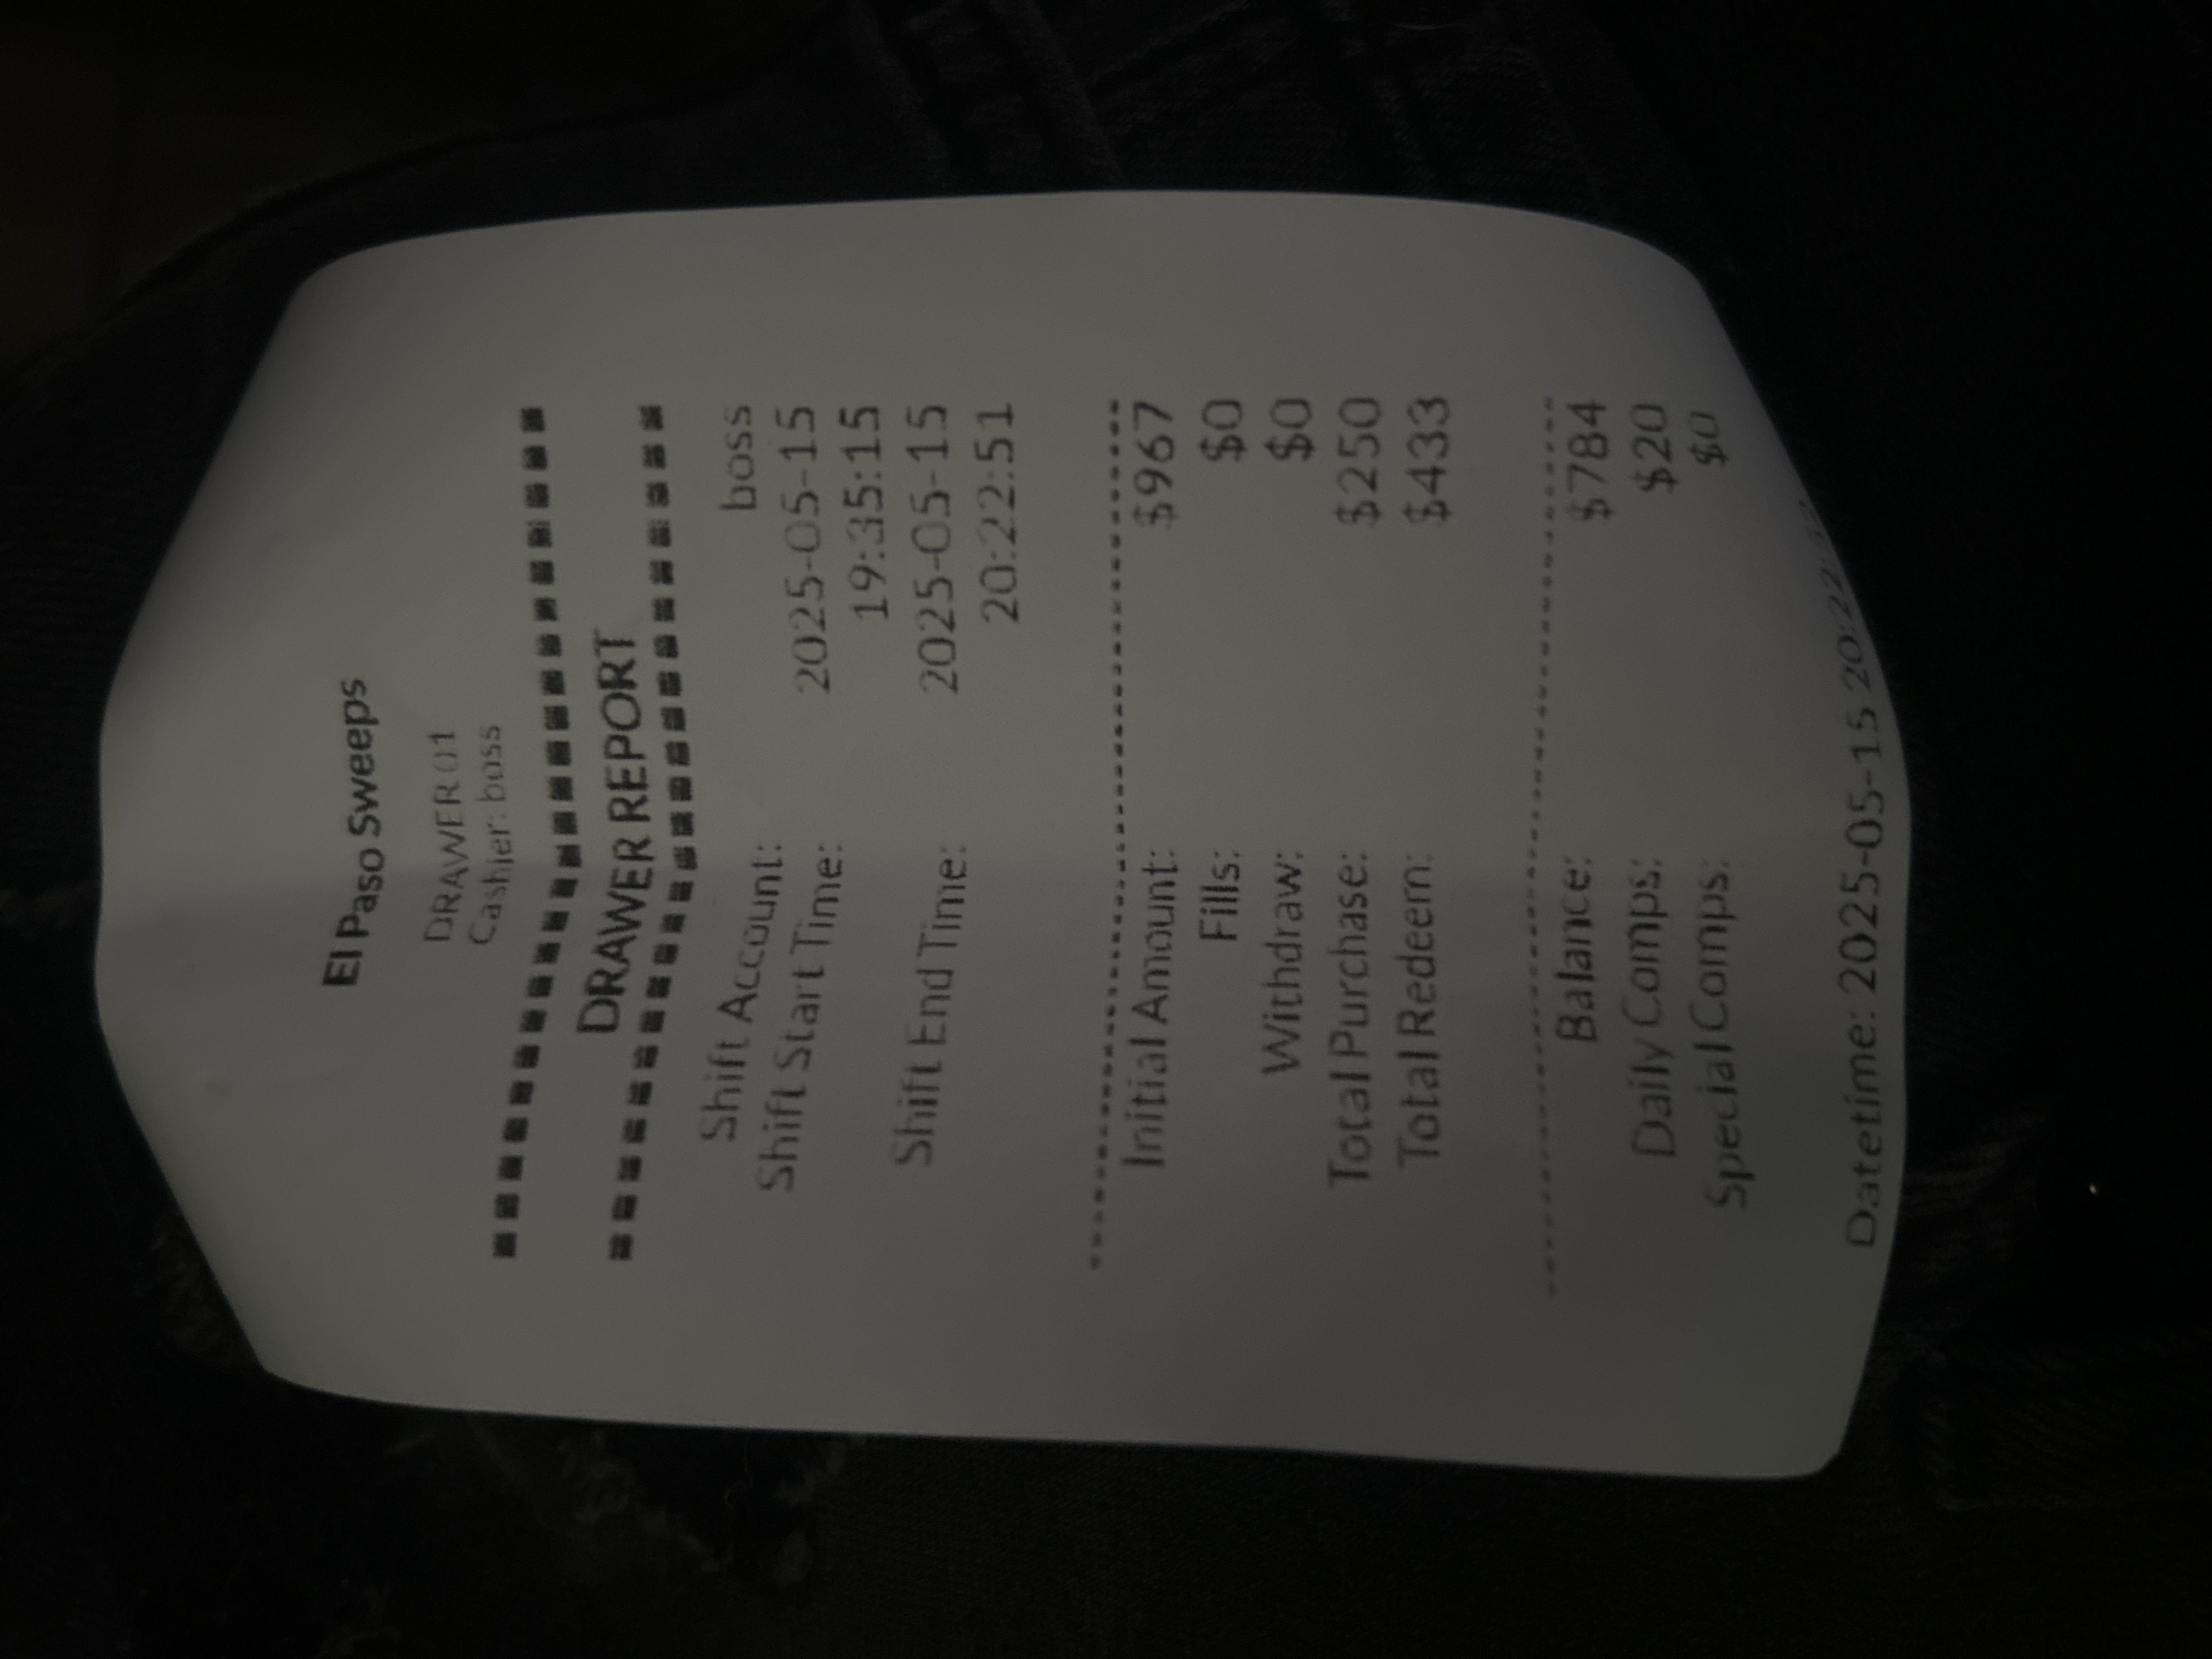 El Paso Sweeps
DRAWER 01
Cashier: boss
DRAWER REPORT
Shift Account: boss
Shift Start Time: 2025-05-15
19:35:15
Shift End Time: 2025-05-15
20:22:51
Initial Amount: $967
Fills: $0
Withdraw: $0
Total Purchase: $250
Total Redeem: $433
Balance: $784
Daily Comps: $20
Special Comps: $0
Datetime: 2025-05-15